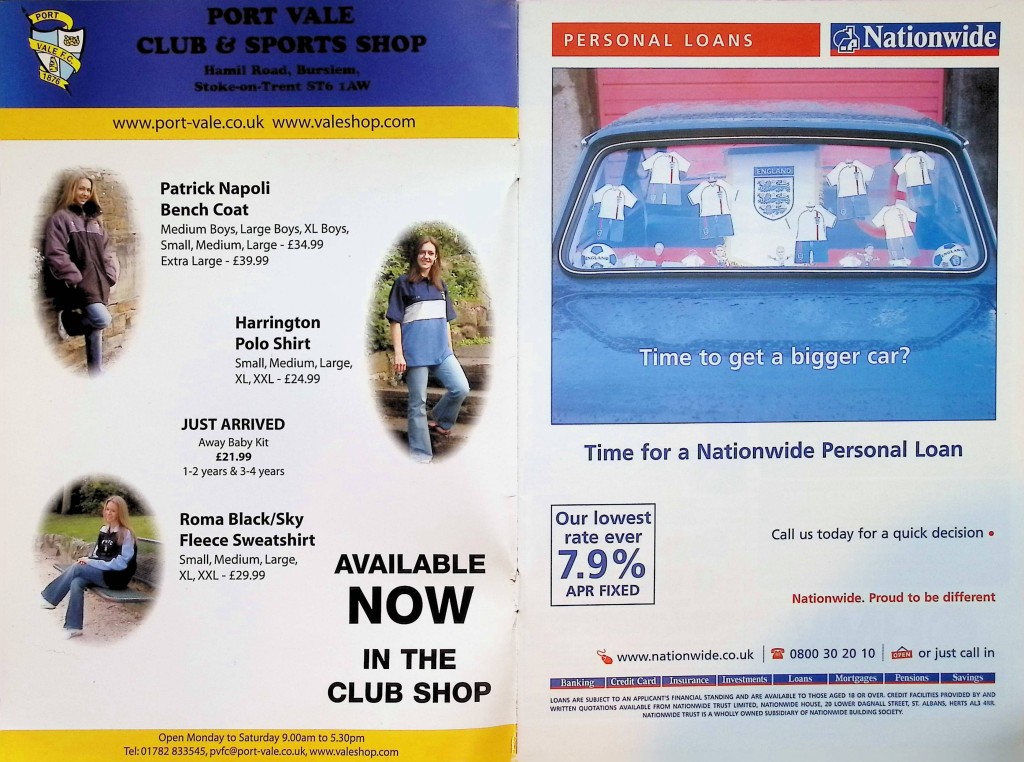 PORT
VALE F.C.
1876
PORT VALE
CLUB & SPORTS SHOP
Hamil Road, Burslem,
Stoke-on-Trent ST6 1AW
www.port-vale.co.uk www.valeshop.com
Patrick Napoli
Bench Coat
Medium Boys, Large Boys, XL Boys,
Small, Medium, Large - £34.99
Extra Large - £39.99
Harrington
Polo Shirt
Small, Medium, Large,
XL, XXL - £24.99
JUST ARRIVED
Away Baby Kit
£21.99
1-2 years & 3-4 years
Roma Black/Sky
Fleece Sweatshirt
Small, Medium, Large,
XL, XXL - £29.99
AVAILABLE
NOW
IN THE
CLUB SHOP
Open Monday to Saturday 9.00am to 5.30pm
Tel: 01782 833545, pvfc@port-vale.co.uk, www.valeshop.com
PERSONAL LOANS
Nationwide
ENGLAND
ENGLAND
ENGLAND
Time to get a bigger car?
Time for a Nationwide Personal Loan
Our lowest
rate ever
7.9%
APR FIXED
Call us today for a quick decision •
Nationwide. Proud to be different
www.nationwide.co.uk 0800 30 20 10 OPEN or just call in
Banking Credit Card Insurance Investments Loans Mortgages Pensions Savings
LOANS ARE SUBJECT TO AN APPLICANT'S FINANCIAL STANDING AND ARE AVAILABLE TO THOSE AGED 18 OR OVER. CREDIT FACILITIES PROVIDED BY AND
WRITTEN QUOTATIONS AVAILABLE FROM NATIONWIDE TRUST LIMITED, NATIONWIDE HOUSE, 20 LOWER DAGNALL STREET, ST. ALBANS, HERTS AL3 4RR.
NATIONWIDE TRUST IS A WHOLLY OWNED SUBSIDIARY OF NATIONWIDE BUILDING SOCIETY.